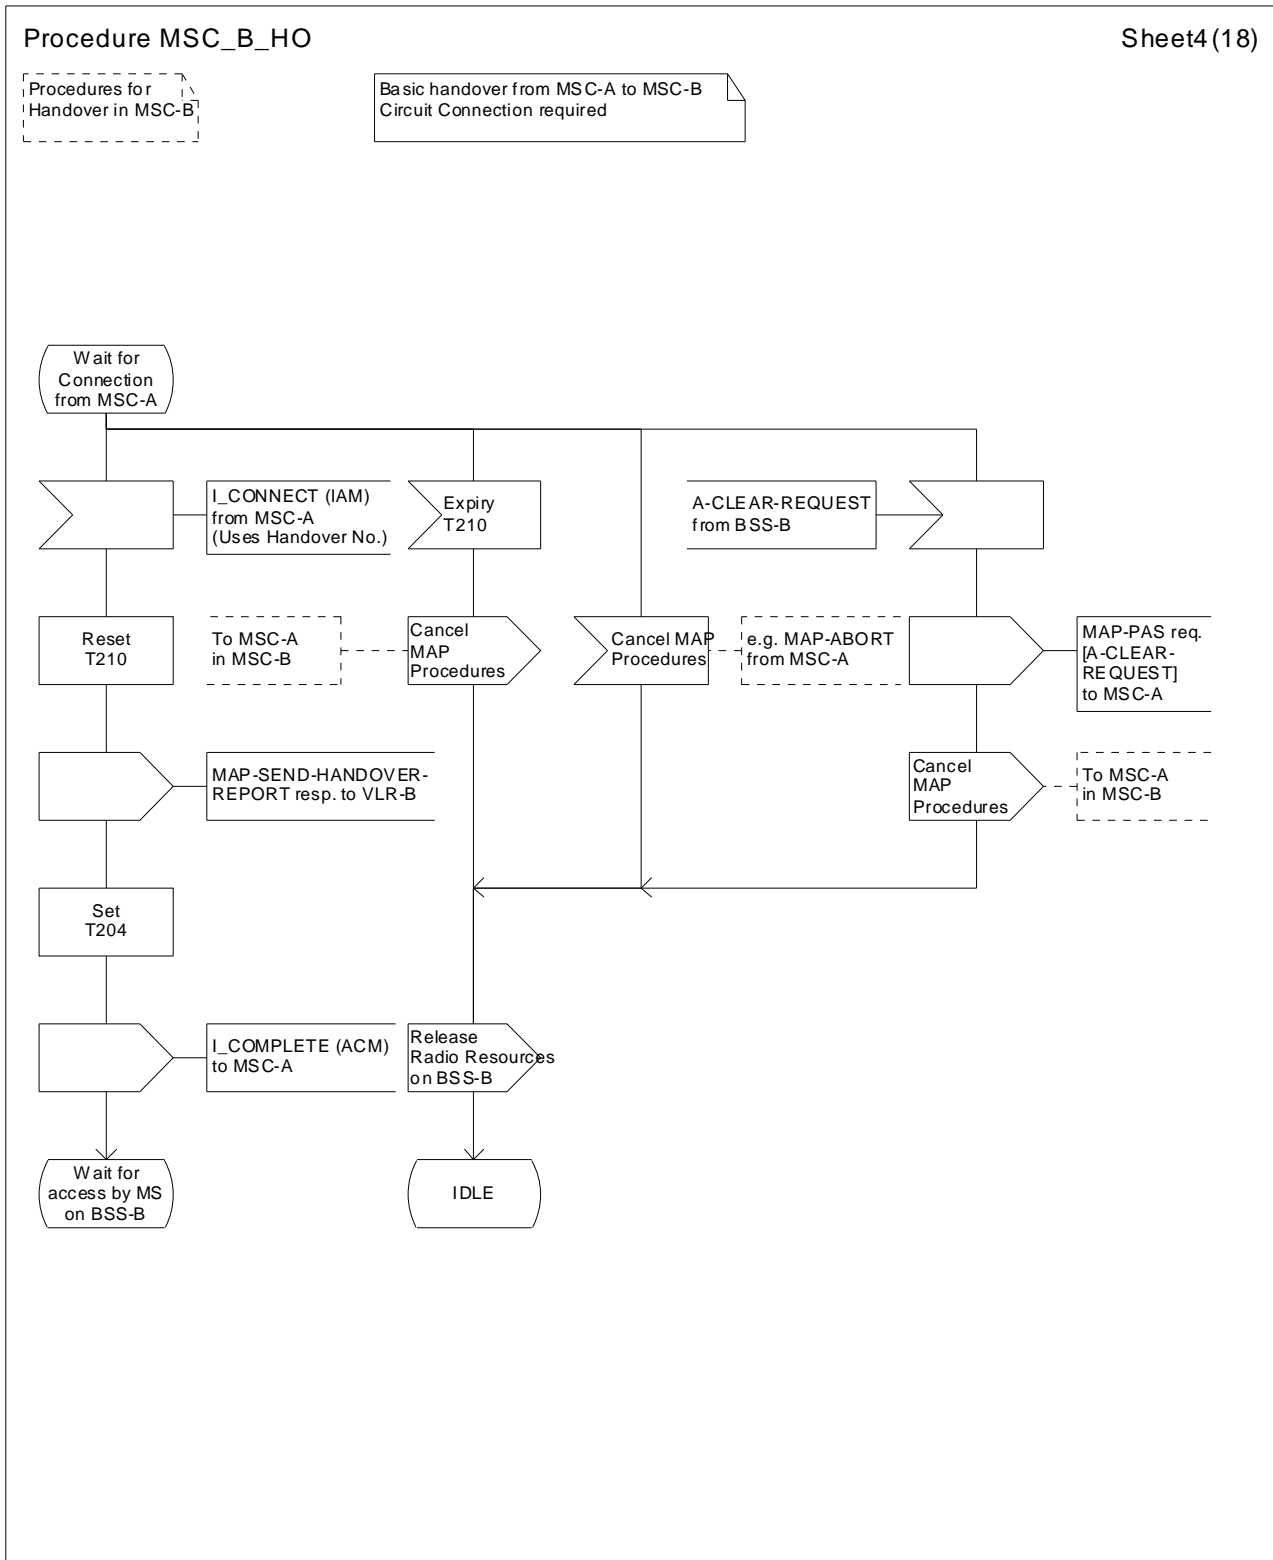 Procedure MSC_B_HO
Sheet4(18)
Procedures for
Handover in MSC-B
Basic handover from MSC-A to MSC-B
Circuit Connection required
Wait for
Connection
from MSC-A
I_CONNECT (IAM)
from MSC-A
(Uses Handover No.)
Expiry
T210
A-CLEAR-REQUEST
from BSS-B
Reset
T210
To MSC-A
in MSC-B
Cancel
MAP
Procedures
Cancel MAP
Procedures
e.g. MAP-ABORT
from MSC-A
MAP-PAS req.
[A-CLEAR-
REQUEST]
to MSC-A
MAP-SEND-HANDOVER-
REPORT resp. to VLR-B
Cancel
MAP
Procedures
To MSC-A
in MSC-B
Set
T204
I_COMPLETE (ACM)
to MSC-A
Release
Radio Resources
on BSS-B
Wait for
access by MS
on BSS-B
IDLE